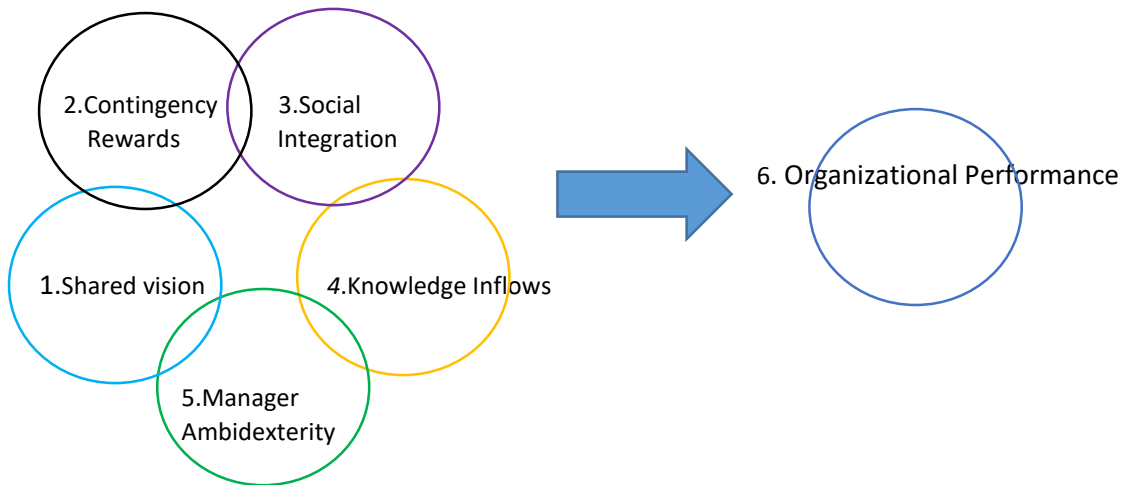 2.Contingency
Rewards
3.Social
Integration
6. Organizational Performance
1.Shared vision
4.Knowledge Inflows
5.Manager
Ambidexterity